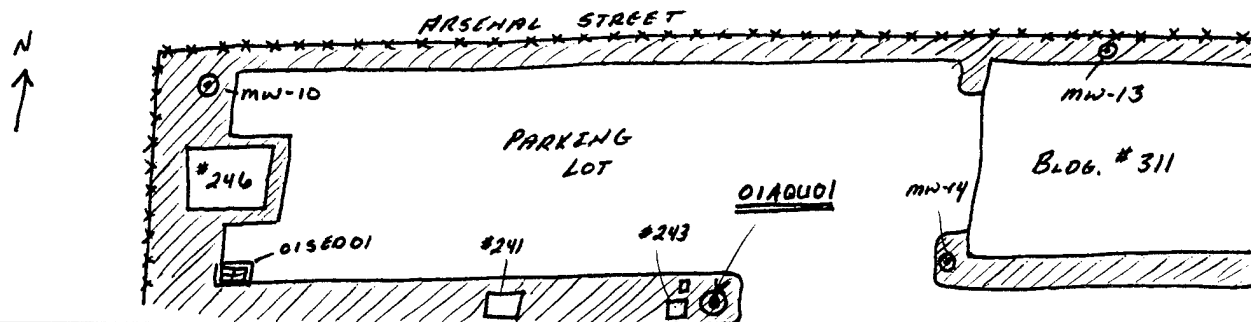 ARSENAL STREET
N
MW-10
MW-13
PARKING
LOT
BLDG. #311
#246
01AQU01
MW-14
01SED01
#241
#243